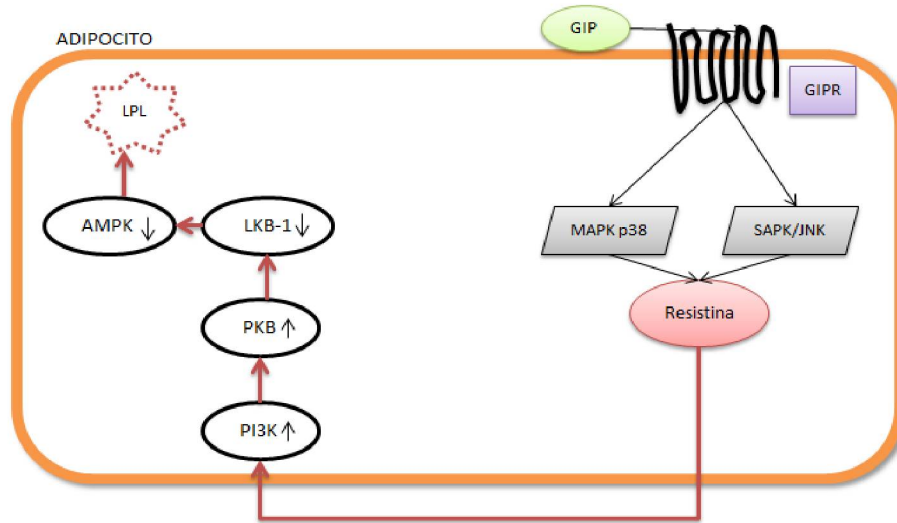 ADIPOCITO
GIP
GIPR
LPL
AMPK ↓
LKB-1 ↓
MAPK p38
SAPK/JNK
PKB ↑
Resistina
PI3K ↑